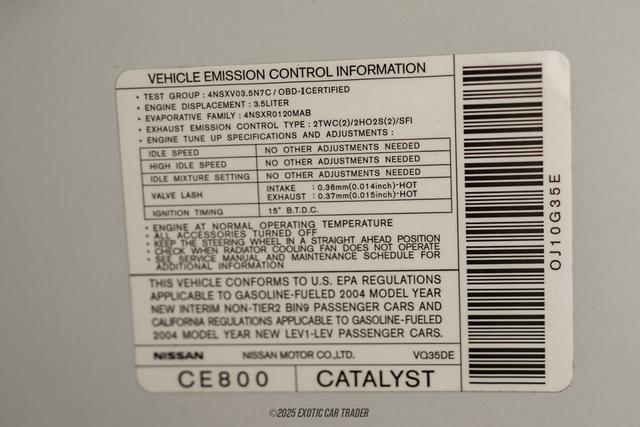 VEHICLE EMISSION CONTROL INFORMATION
• TEST GROUP : 4NSXV03.5N7C / OBD-ⅡCERTIFIED
• ENGINE DISPLACEMENT : 3.5LITER
• EVAPORATIVE FAMILY : 4NSXR0120MAB
• EXHAUST EMISSION CONTROL TYPE : 2TWC(2)/2HO2S(2)/SFI
• ENGINE TUNE UP SPECIFICATIONS AND ADJUSTMENTS :
IDLE SPEED NO OTHER ADJUSTMENTS NEEDED
HIGH IDLE SPEED NO OTHER ADJUSTMENTS NEEDED
IDLE MIXTURE SETTING NO OTHER ADJUSTMENTS NEEDED
VALVE LASH INTAKE : 0.36mm(0.014inch)-HOT
EXHAUST : 0.37mm(0.015inch)-HOT
IGNITION TIMING 15° B.T.D.C.
• ENGINE AT NORMAL OPERATING TEMPERATURE
• ALL ACCESSORIES TURNED OFF
• KEEP THE STEERING WHEEL IN A STRAIGHT AHEAD POSITION
• CHECK WHEN RADIATOR COOLING FAN DOES NOT OPERATE
• SEE SERVICE MANUAL AND MAINTENANCE SCHEDULE FOR
ADDITIONAL INFORMATION
THIS VEHICLE CONFORMS TO U.S. EPA REGULATIONS
APPLICABLE TO GASOLINE-FUELED 2004 MODEL YEAR
NEW INTERIM NON-TIER2 BIN9 PASSENGER CARS AND
CALIFORNIA REGULATIONS APPLICABLE TO GASOLINE-FUELED
2004 MODEL YEAR NEW LEV1-LEV PASSENGER CARS.
NISSAN NISSAN MOTOR CO.,LTD. VQ35DE
CE800 CATALYST
OJ10G35E
©2025 EXOTIC CAR TRADER